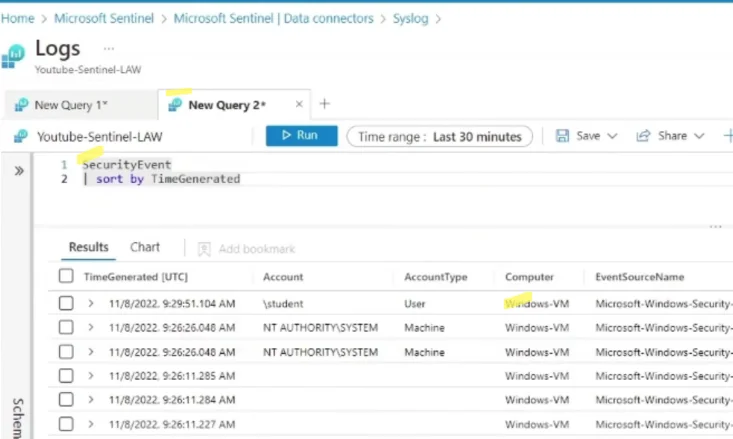 Home > Microsoft Sentinel > Microsoft Sentinel | Data connectors > Syslog >
Logs ...
Youtube-Sentinel-LAW
New Query 1* New Query 2* × +
Youtube-Sentinel-LAW Run Time range : Last 30 minutes Save Share
1 SecurityEvent
2 | sort by TimeGenerated
Results Chart Add bookmark
TimeGenerated [UTC] Account AccountType Computer EventSourceName
> 11/8/2022, 9:29:51.104 AM \student User Windows-VM Microsoft-Windows-Security-
> 11/8/2022, 9:26:26.048 AM NT AUTHORITY\SYSTEM Machine Windows-VM Microsoft-Windows-Security-
> 11/8/2022, 9:26:26.048 AM NT AUTHORITY\SYSTEM Machine Windows-VM Microsoft-Windows-Security-
> 11/8/2022, 9:26:11.285 AM Windows-VM Microsoft-Windows-Security-
> 11/8/2022, 9:26:11.284 AM Windows-VM Microsoft-Windows-Security-
> 11/8/2022, 9:26:11.227 AM Windows-VM Microsoft-Windows-Security-
Schem